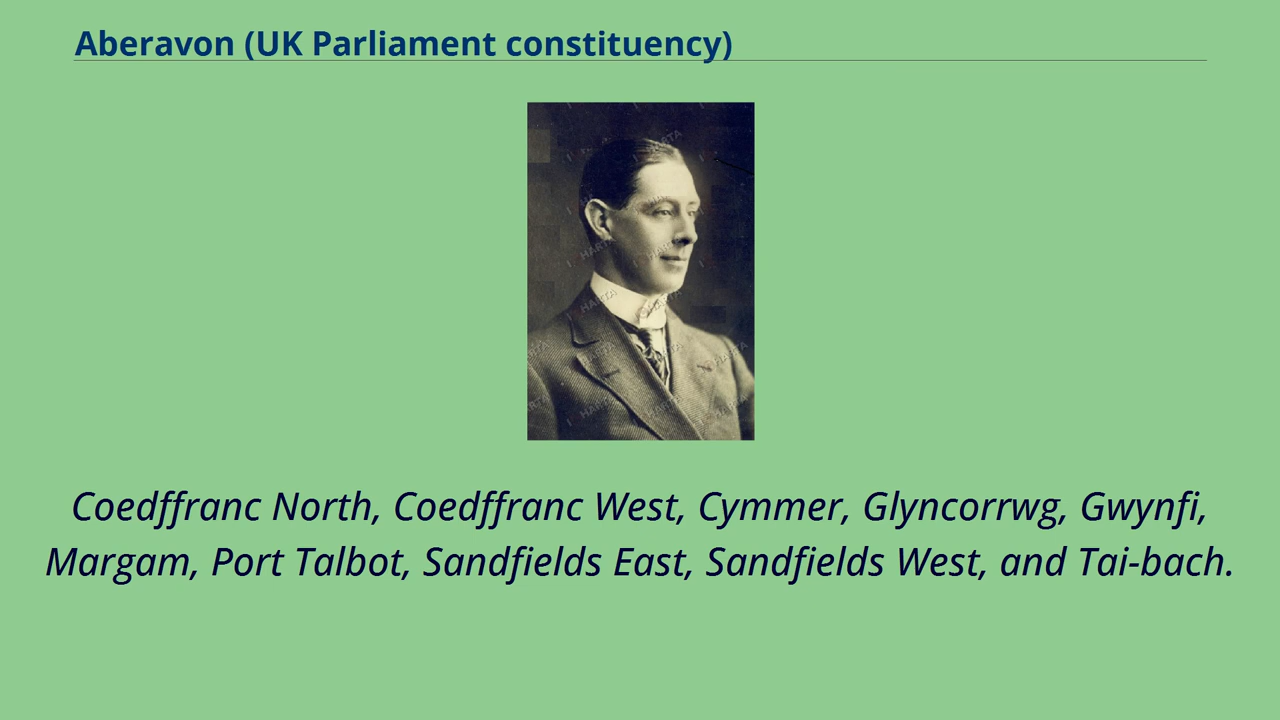 Aberavon (UK Parliament constituency)
Coedffranc North, Coedffranc West, Cymmer, Glyncorrwg, Gwynfi,
Margam, Port Talbot, Sandfields East, Sandfields West, and Tai-bach.